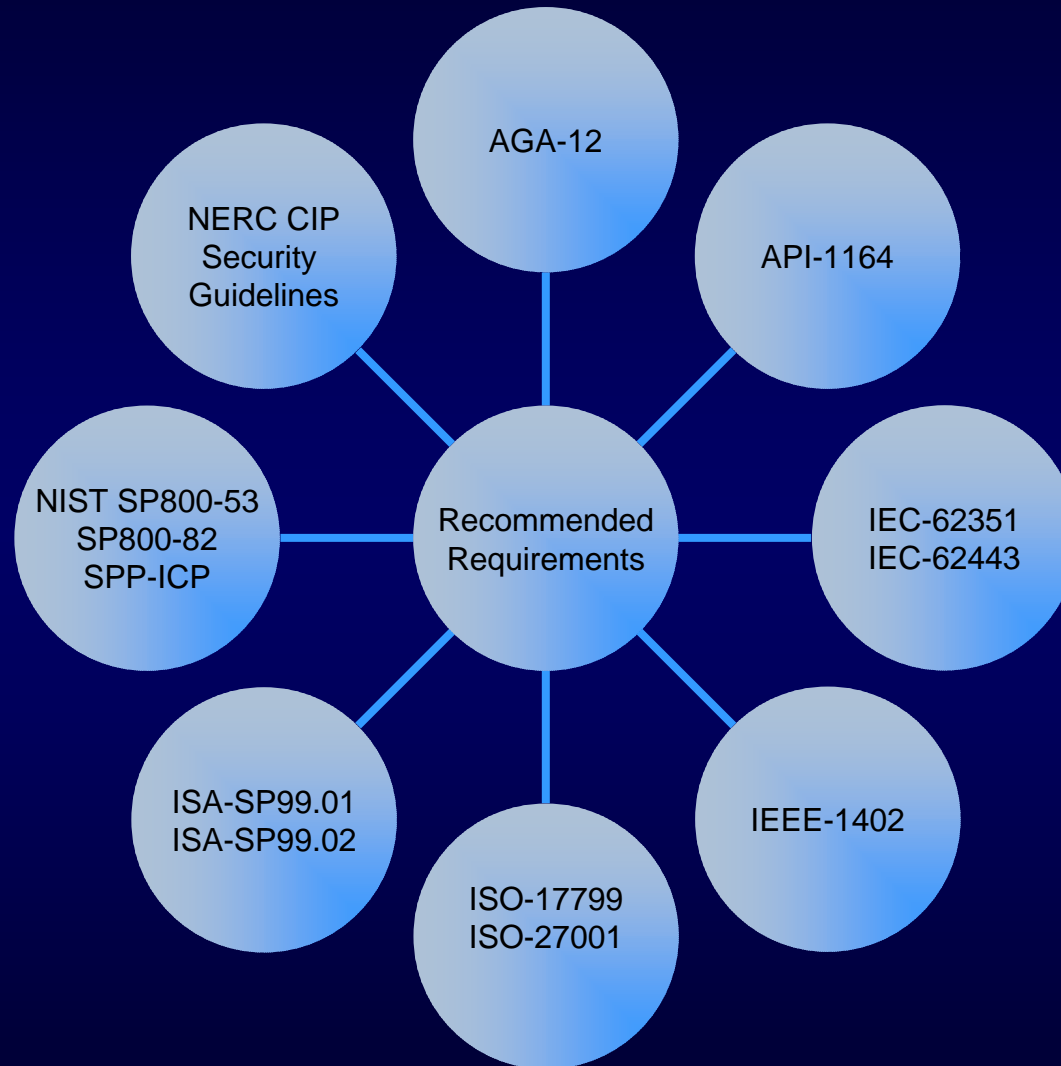 AGA-12
NERC CIP
Security
Guidelines
API-1164
NIST SP800-53
SP800-82
SPP-ICP
Recommended
Requirements
IEC-62351
IEC-62443
ISA-SP99.01
ISA-SP99.02
IEEE-1402
ISO-17799
ISO-27001